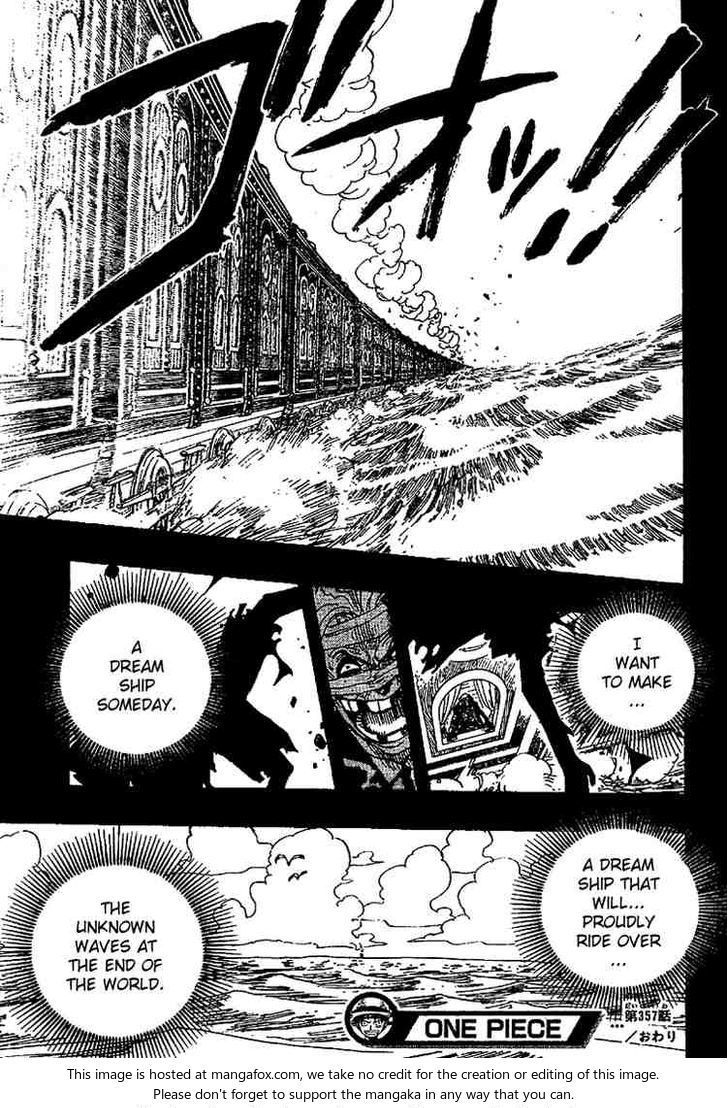 ブオッ!!
I
WANT
TO MAKE
...
A
DREAM
SHIP
SOMEDAY.
A DREAM
SHIP THAT
WILL...
PROUDLY
RIDE OVER
...
THE
UNKNOWN
WAVES AT
THE END OF
THE WORLD.
ONE PIECE
第357話
/おわり
This image is hosted at mangafox.com, we take no credit for the creation or editing of this image.
Please don't forget to support the mangaka in any way that you can.